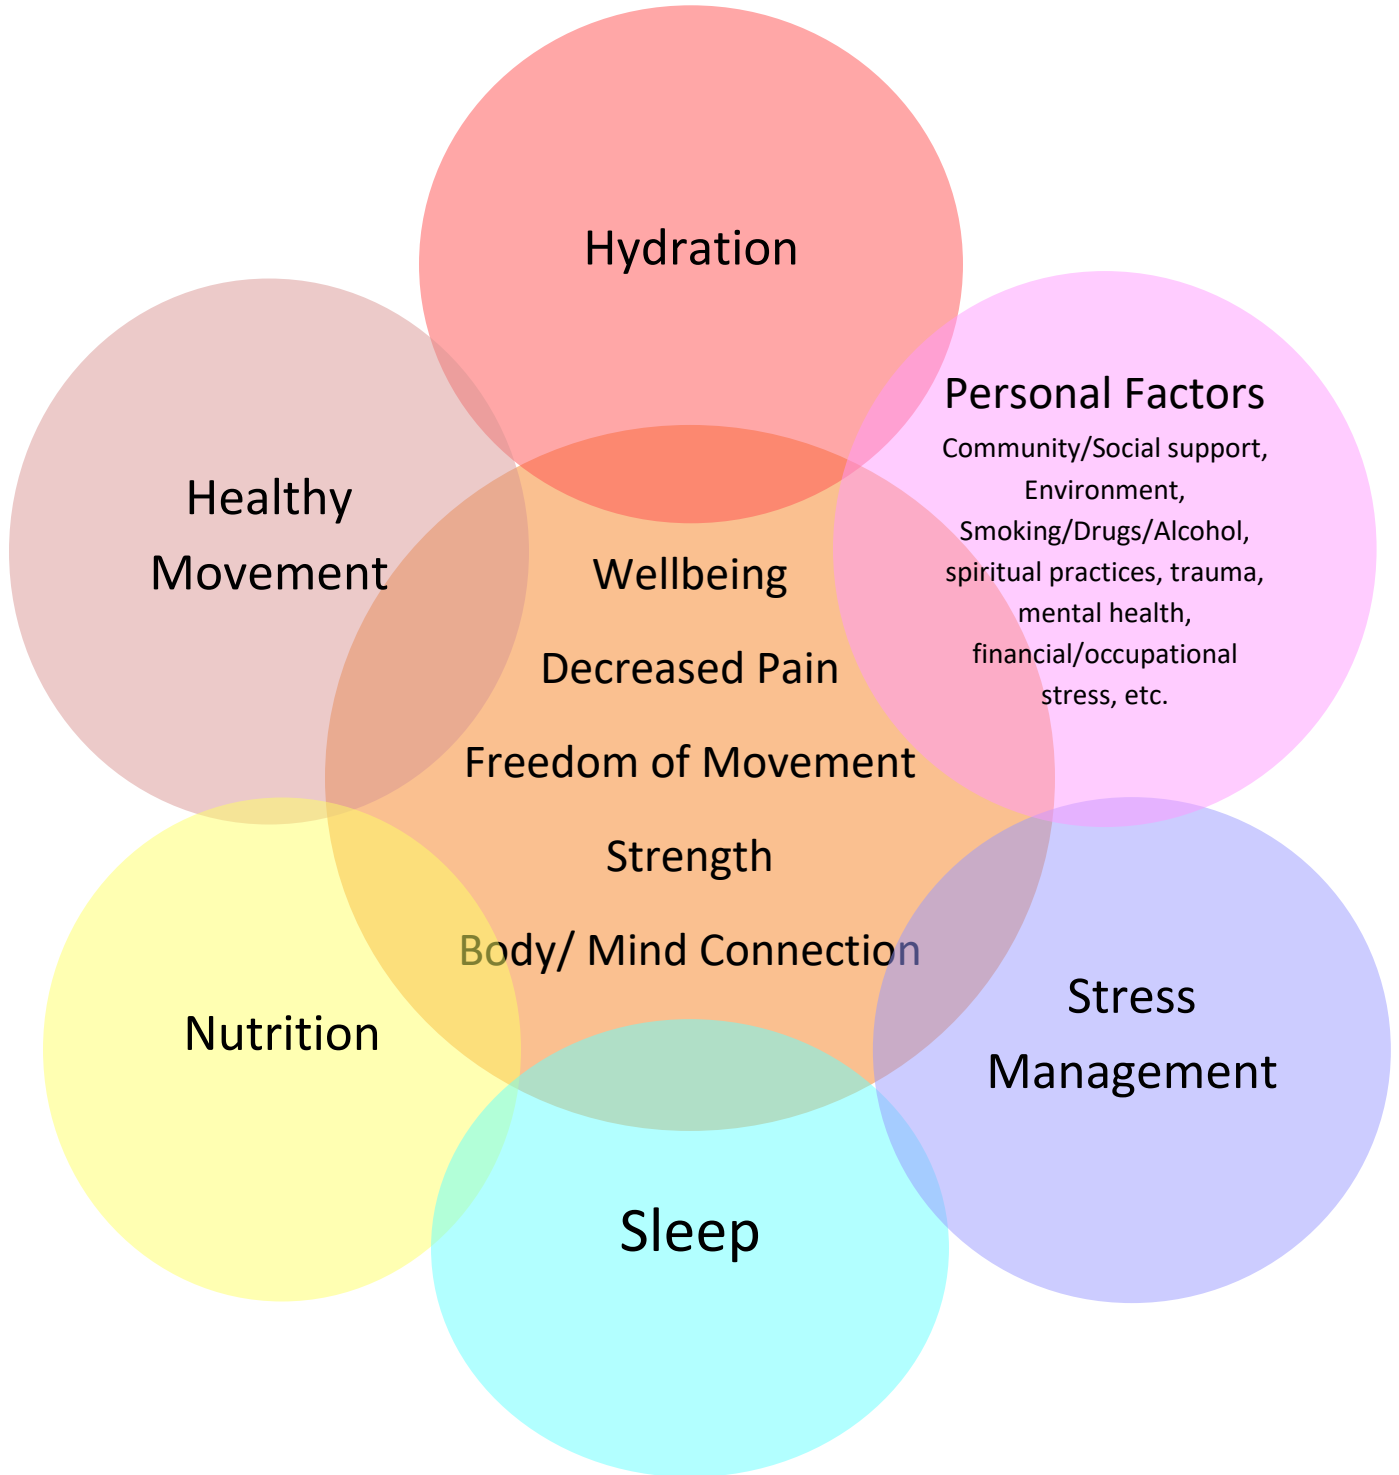 Hydration
Personal Factors
Community/Social support,
Environment,
Smoking/Drugs/Alcohol,
spiritual practices, trauma,
mental health,
financial/occupational
stress, etc.
Healthy
Movement
Wellbeing
Decreased Pain
Freedom of Movement
Strength
Body/ Mind Connection
Nutrition
Stress
Management
Sleep